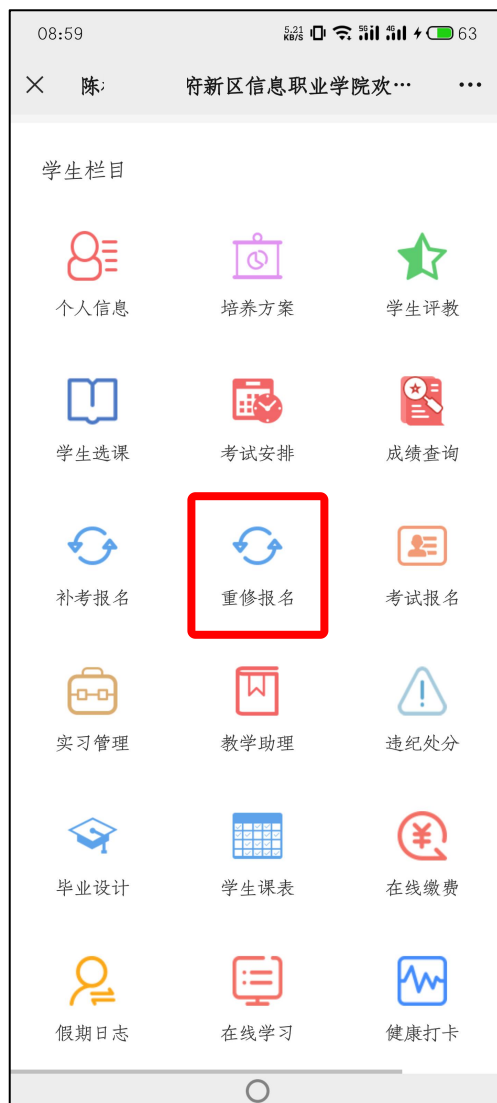 08:59 5.21 KB/S 5G 4G 63
陈 府新区信息职业学院欢…
学生栏目
个人信息 培养方案 学生评教
学生选课 考试安排 成绩查询
补考报名 重修报名 考试报名
实习管理 教学助理 违纪处分
毕业设计 学生课表 在线缴费
假期日志 在线学习 健康打卡